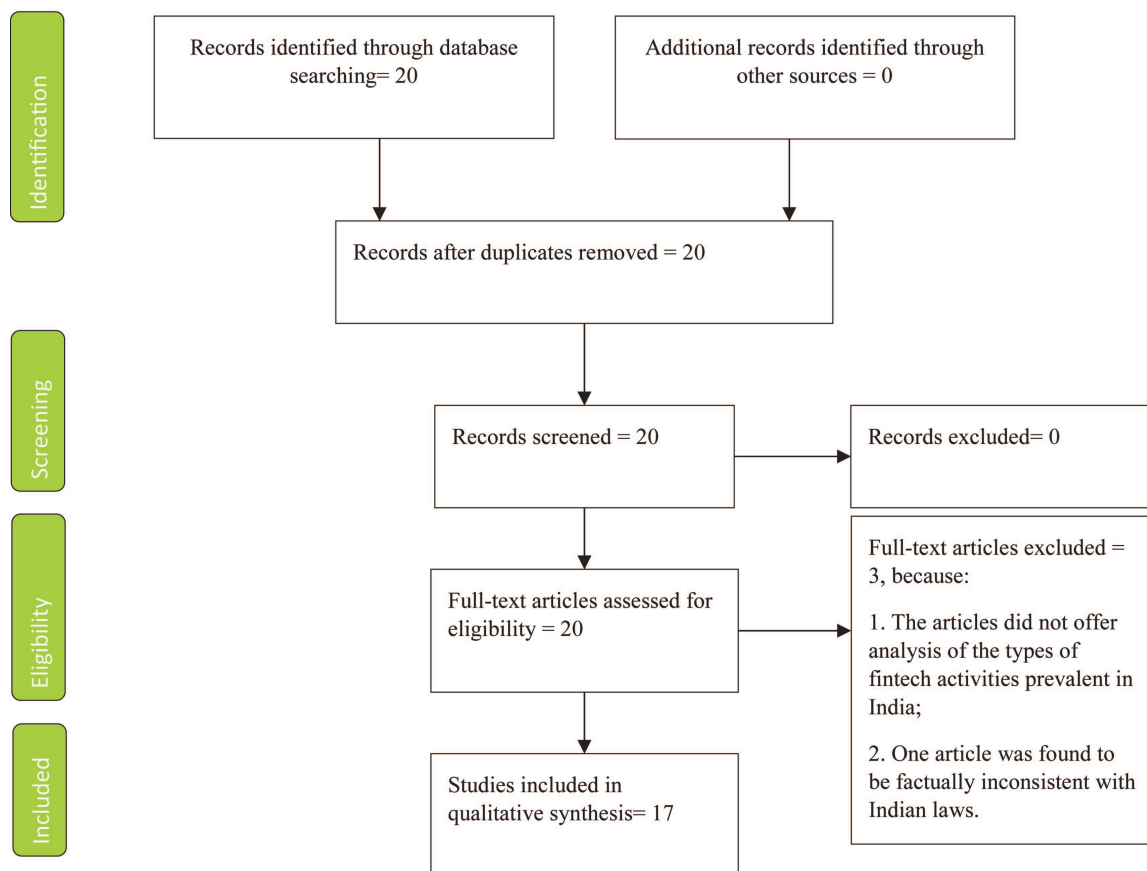 Identification
Records identified through database
searching= 20
Additional records identified through
other sources = 0
Records after duplicates removed = 20
Screening
Records screened = 20
Records excluded= 0
Eligibility
Full-text articles assessed for
eligibility = 20
Full-text articles excluded =
3, because:
1. The articles did not offer
analysis of the types of
fintech activities prevalent in
India;
2. One article was found to
be factually inconsistent with
Indian laws.
Included
Studies included in
qualitative synthesis= 17